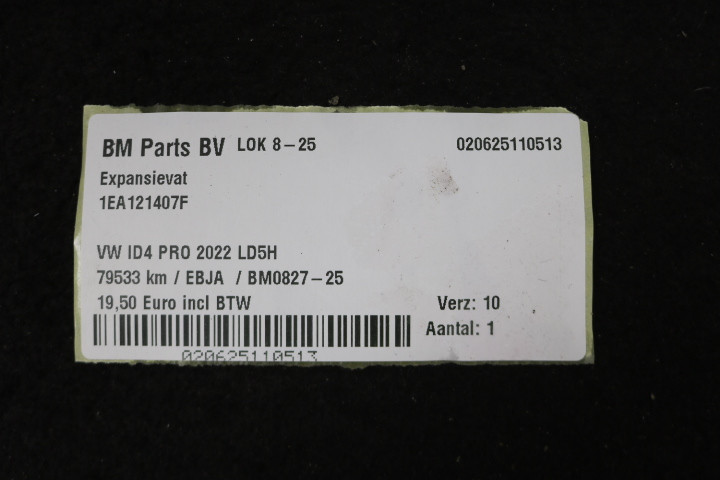 BM Parts BV LOK 8-25 020625110513
Expansievat
1EA121407F
VW ID4 PRO 2022 LD5H
79533 km / EBJA / BM0827-25
19,50 Euro incl BTW Verz: 10
Aantal: 1
020625110513